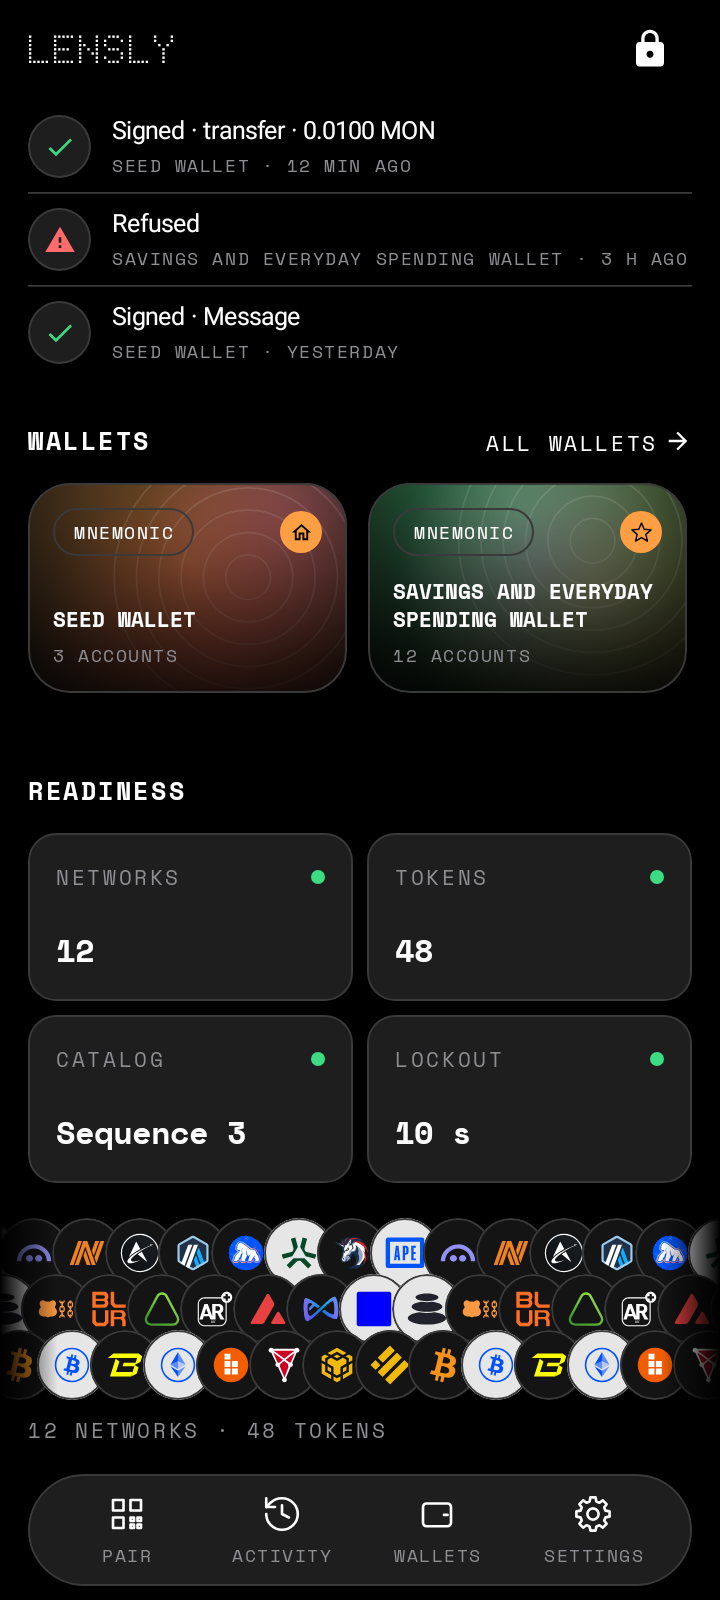 LENSLY
Signed · transfer · 0.0100 MON
SEED WALLET · 12 MIN AGO
Refused
SAVINGS AND EVERYDAY SPENDING WALLET · 3 H AGO
Signed · Message
SEED WALLET · YESTERDAY
WALLETS
ALL WALLETS →
MNEMONIC
SEED WALLET
3 ACCOUNTS
MNEMONIC
SAVINGS AND EVERYDAY
SPENDING WALLET
12 ACCOUNTS
READINESS
NETWORKS
12
TOKENS
48
CATALOG
Sequence 3
LOCKOUT
10 s
APE
BL
UR
AR
BL
UR
AR
12 NETWORKS · 48 TOKENS
PAIR
ACTIVITY
WALLETS
SETTINGS